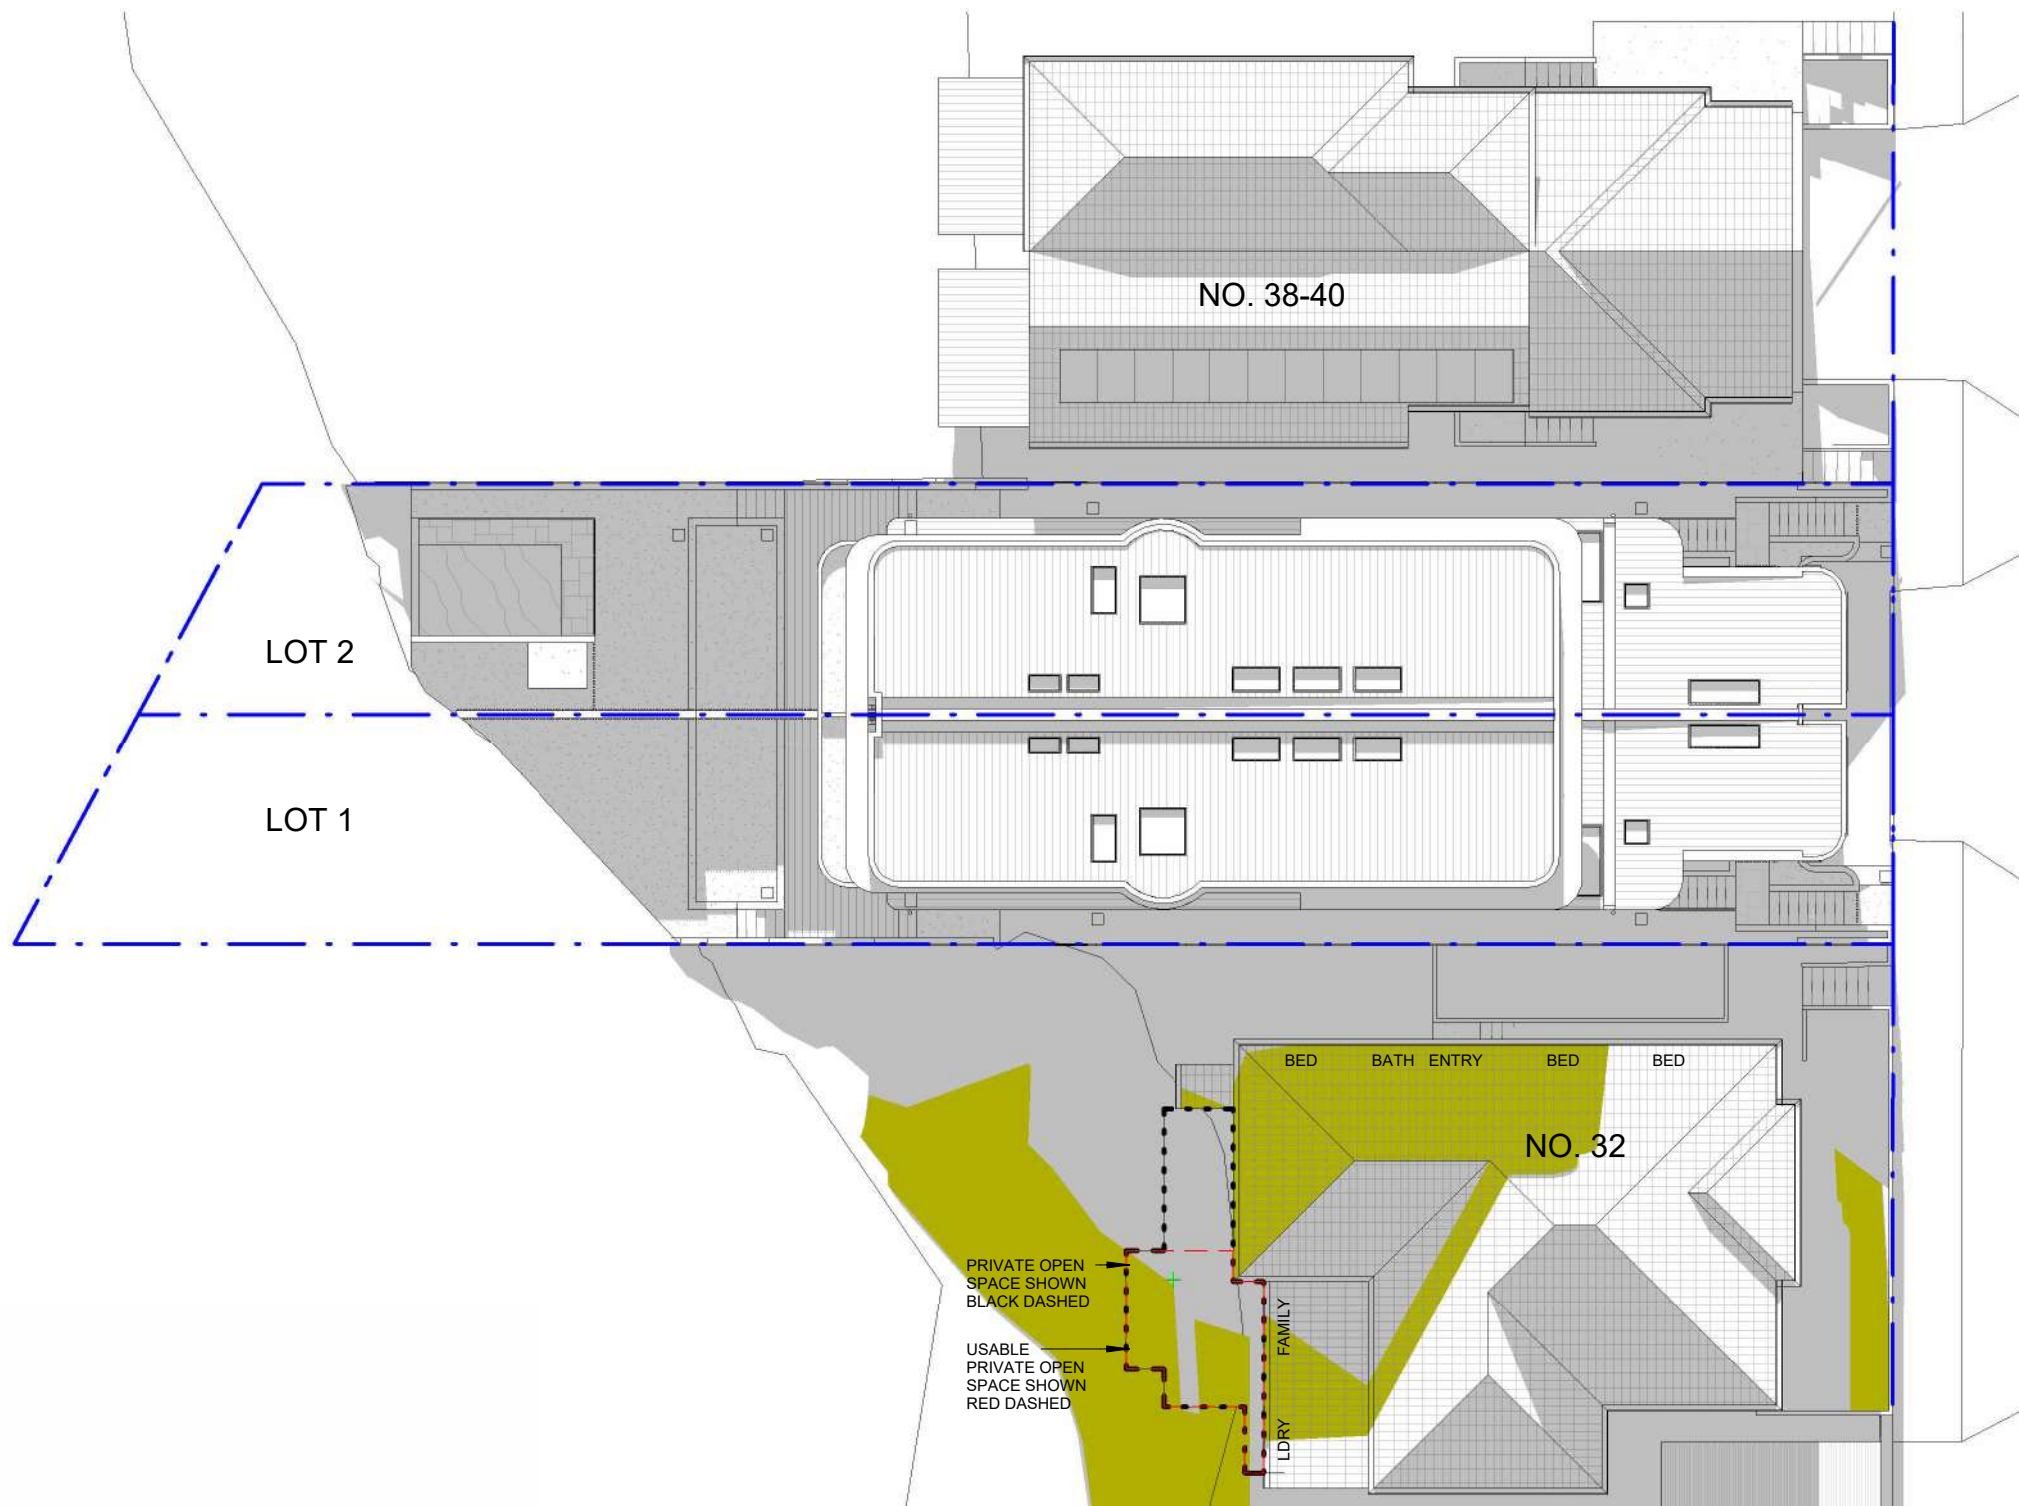 NO. 38-40
LOT 2
LOT 1
BED BATH ENTRY BED BED
NO. 32
PRIVATE OPEN
SPACE SHOWN
BLACK DASHED
FAMILY
USABLE
PRIVATE OPEN
SPACE SHOWN
RED DASHED
LDRY